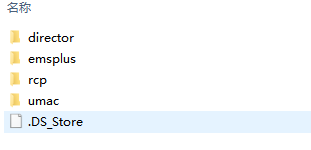 名称
director
emsplus
rcp
umac
.DS_Store